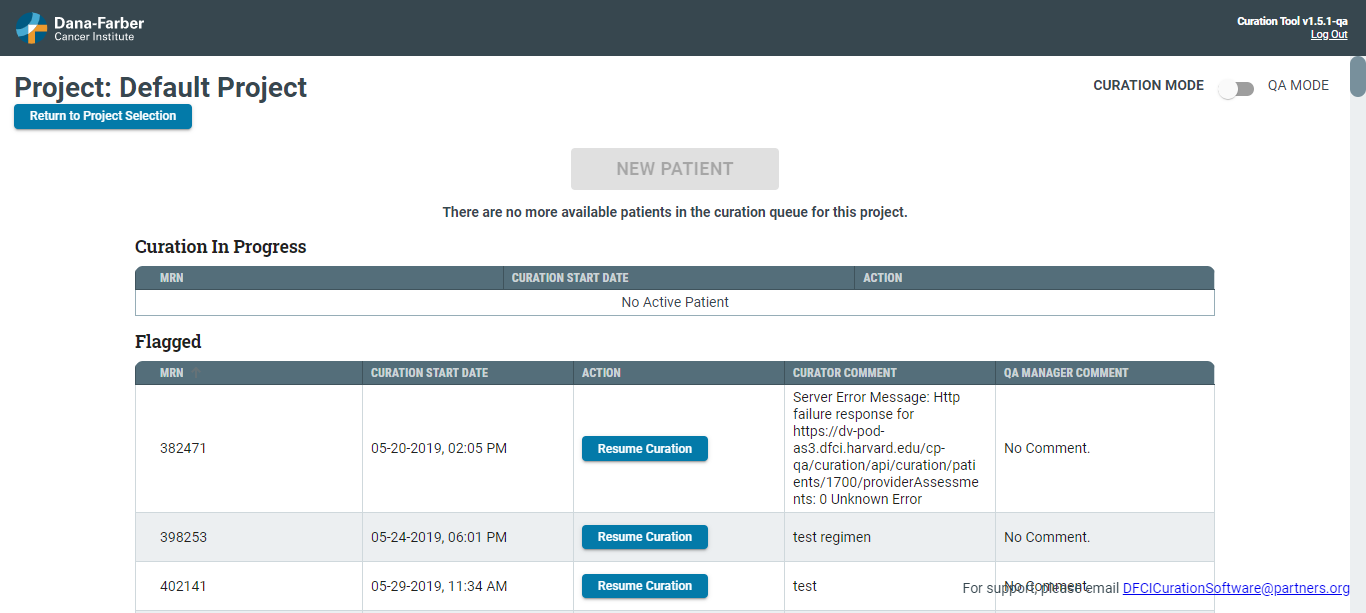 Dana-Farber
Cancer Institute
Curation Tool v1.5.1-qa
Log Out
Project: Default Project
Return to Project Selection
CURATION MODE
QA MODE
NEW PATIENT
There are no more available patients in the curation queue for this project.
Curation In Progress
MRN CURATION START DATE ACTION
No Active Patient
Flagged
MRN ↑ CURATION START DATE ACTION CURATOR COMMENT QA MANAGER COMMENT
382471 05-20-2019, 02:05 PM Resume Curation
Server Error Message: Http
failure response for
https://dv-pod-
as3.dfci.harvard.edu/cp-
qa/curation/api/curation/pati
ents/1700/providerAssessme
nts: 0 Unknown Error
No Comment.
398253 05-24-2019, 06:01 PM Resume Curation test regimen No Comment.
402141 05-29-2019, 11:34 AM Resume Curation test No Comment.
For support, please email DFCICurationSoftware@partners.org